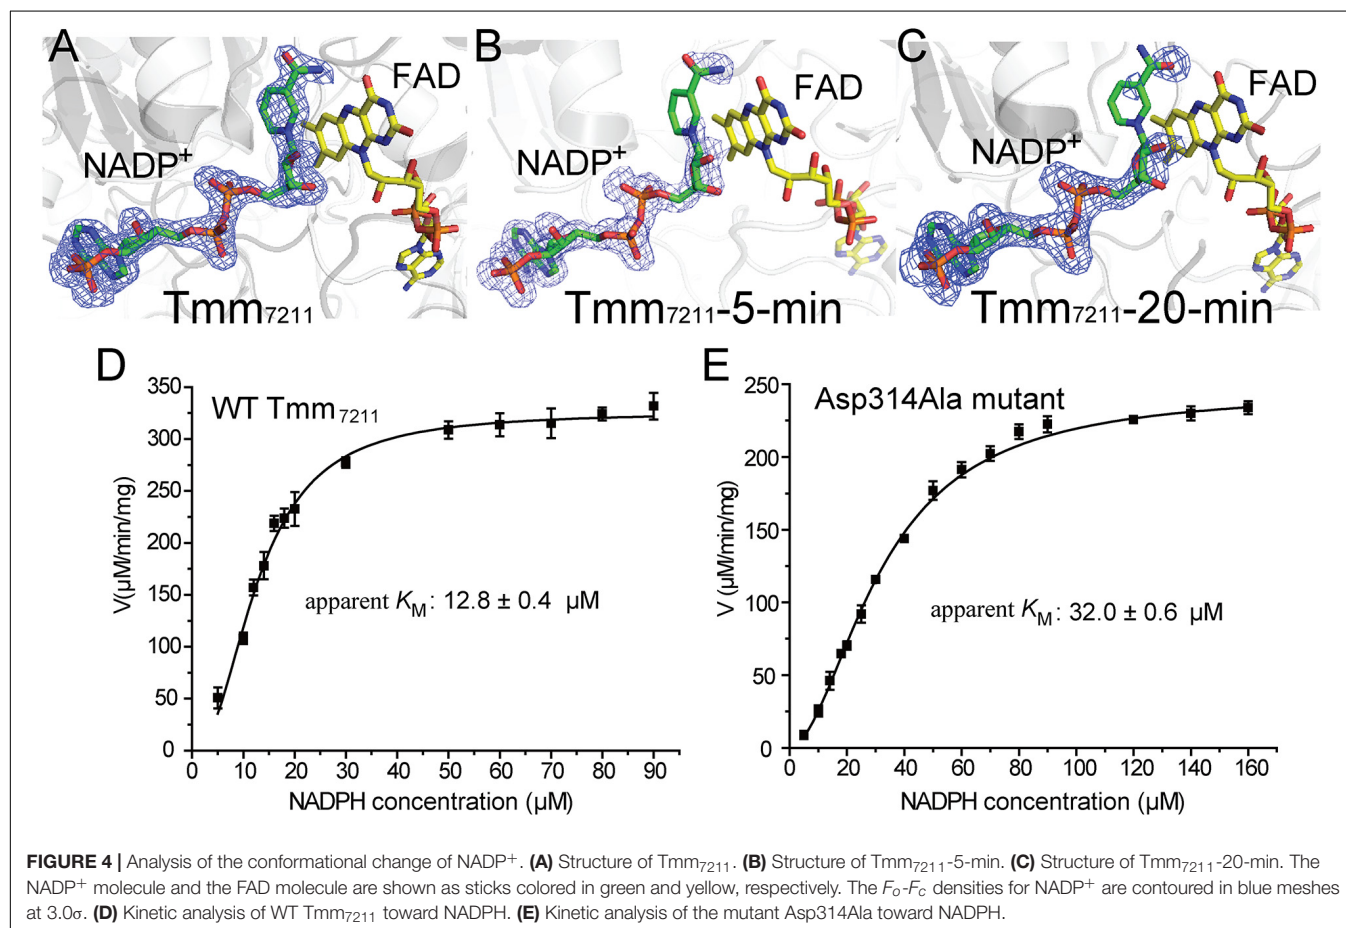 A
B
C
FAD
FAD
FAD
NADP⁺
NADP⁺
NADP⁺
Tmm₇₂₁₁
Tmm₇₂₁₁-5-min
Tmm₇₂₁₁-20-min
D
WT Tmm₇₂₁₁
350
300
250
200
150
100
50
0
V(µM/min/mg)
apparent K_M: 12.8 ± 0.4 µM
0 10 20 30 40 50 60 70 80 90
NADPH concentration (µM)
E
Asp314Ala mutant
250
200
150
100
50
0
V (µM/min/mg)
apparent K_M: 32.0 ± 0.6 µM
0 20 40 60 80 100 120 140 160
NADPH concentration (µM)
FIGURE 4 | Analysis of the conformational change of NADP⁺. (A) Structure of Tmm₇₂₁₁. (B) Structure of Tmm₇₂₁₁-5-min. (C) Structure of Tmm₇₂₁₁-20-min. The
NADP⁺ molecule and the FAD molecule are shown as sticks colored in green and yellow, respectively. The Fₒ-F_c densities for NADP⁺ are contoured in blue meshes
at 3.0σ. (D) Kinetic analysis of WT Tmm₇₂₁₁ toward NADPH. (E) Kinetic analysis of the mutant Asp314Ala toward NADPH.